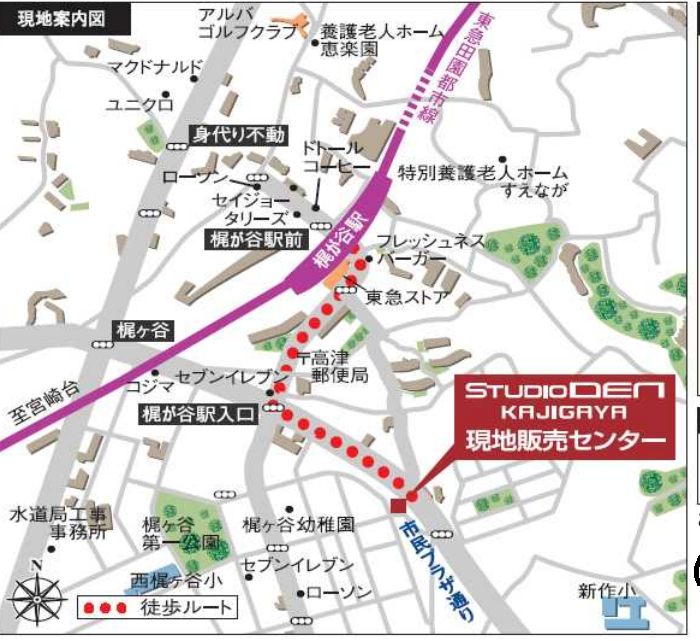 現地案内図
アルバ
ゴルフクラブ
養護老人ホーム
恵楽園
東急田園都市線
マクドナルド
ユニクロ
身代り不動
ドトール
コーヒー
ローソン
セイジョー
タリーズ
特別養護老人ホーム
すえなが
梶が谷駅前
梶が谷駅
フレッシュネス
バーガー
東急ストア
梶ヶ谷
〒高津
郵便局
コジマ
セブンイレブン
至宮崎台
梶が谷駅入口
STUDIO DEN
KAJIGAYA
現地販売センター
水道局工事
事務所
梶ヶ谷
第一公園
梶ヶ谷幼稚園
市民プラザ通り
セブンイレブン
西梶ヶ谷小
ローソン
新作小
N
徒歩ルート